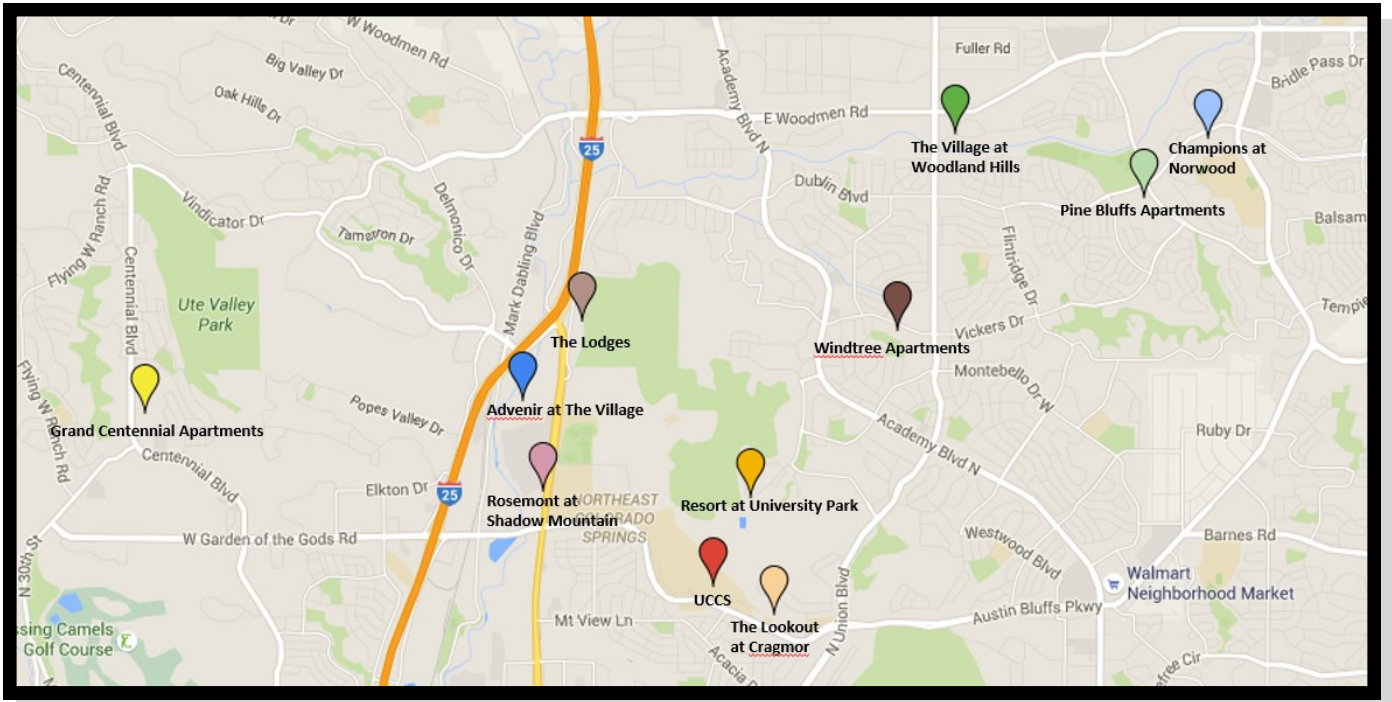 W Woodmen Rd
Fuller Rd
Big Valley Dr
Centennial Blvd
Oak Hills Dr
Academy Blvd N
Bridle Pass Dr
E Woodmen Rd
25
The Village at
Woodland Hills
Champions at
Norwood
Dublin Blvd
Pine Bluffs Apartments
Flying W Ranch Rd
Vindicator Dr
Delmonico Dr
Tamarron Dr
Mark Dabling Blvd
Balsam
Centennial Blvd
Flintridge Dr
Ute Valley
Park
Temple
Vickers Dr
The Lodges
Windtree Apartments
Montebello Dr W
Flying W Ranch Rd
Advenir at The Village
Popes Valley Dr
Grand Centennial Apartments
Academy Blvd N
Ruby Dr
Centennial Blvd
Elkton Dr
25
Rosemont at
Shadow Mountain
NORTHEAST
COLORADO
SPRINGS
Resort at University Park
W Garden of the Gods Rd
Westwood Blvd
Barnes Rd
N 30th St
UCCS
Walmart
Neighborhood Market
N Union Blvd
Austin Bluffs Pkwy
Mt View Ln
The Lookout
at Cragmor
ssing Camels
Golf Course
Acacia D
efree Cir